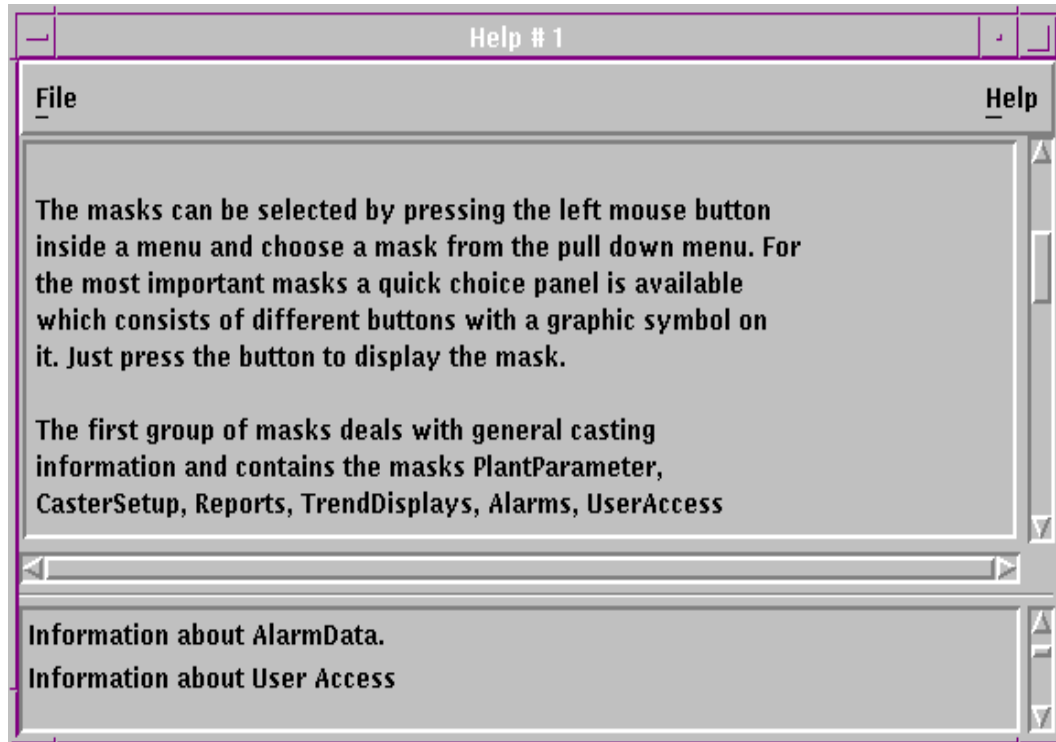 Help # 1
File Help
The masks can be selected by pressing the left mouse button
inside a menu and choose a mask from the pull down menu. For
the most important masks a quick choice panel is available
which consists of different buttons with a graphic symbol on
it. Just press the button to display the mask.
The first group of masks deals with general casting
information and contains the masks PlantParameter,
CasterSetup, Reports, TrendDisplays, Alarms, UserAccess
Information about AlarmData.
Information about User Access